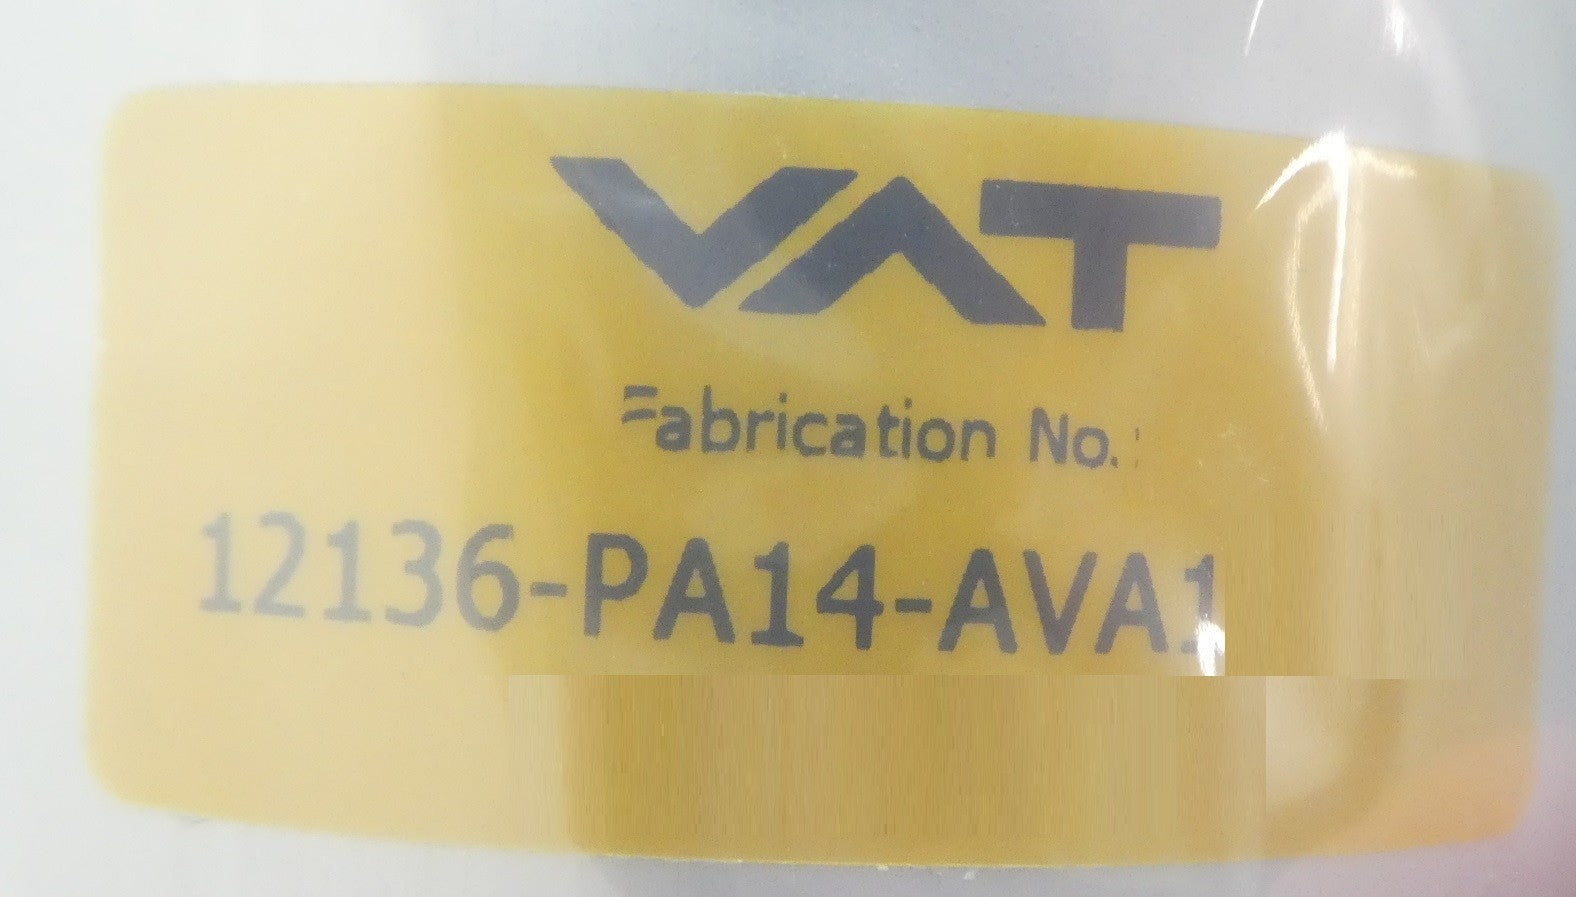 VAT
Fabrication No.:
12136-PA14-AVA1